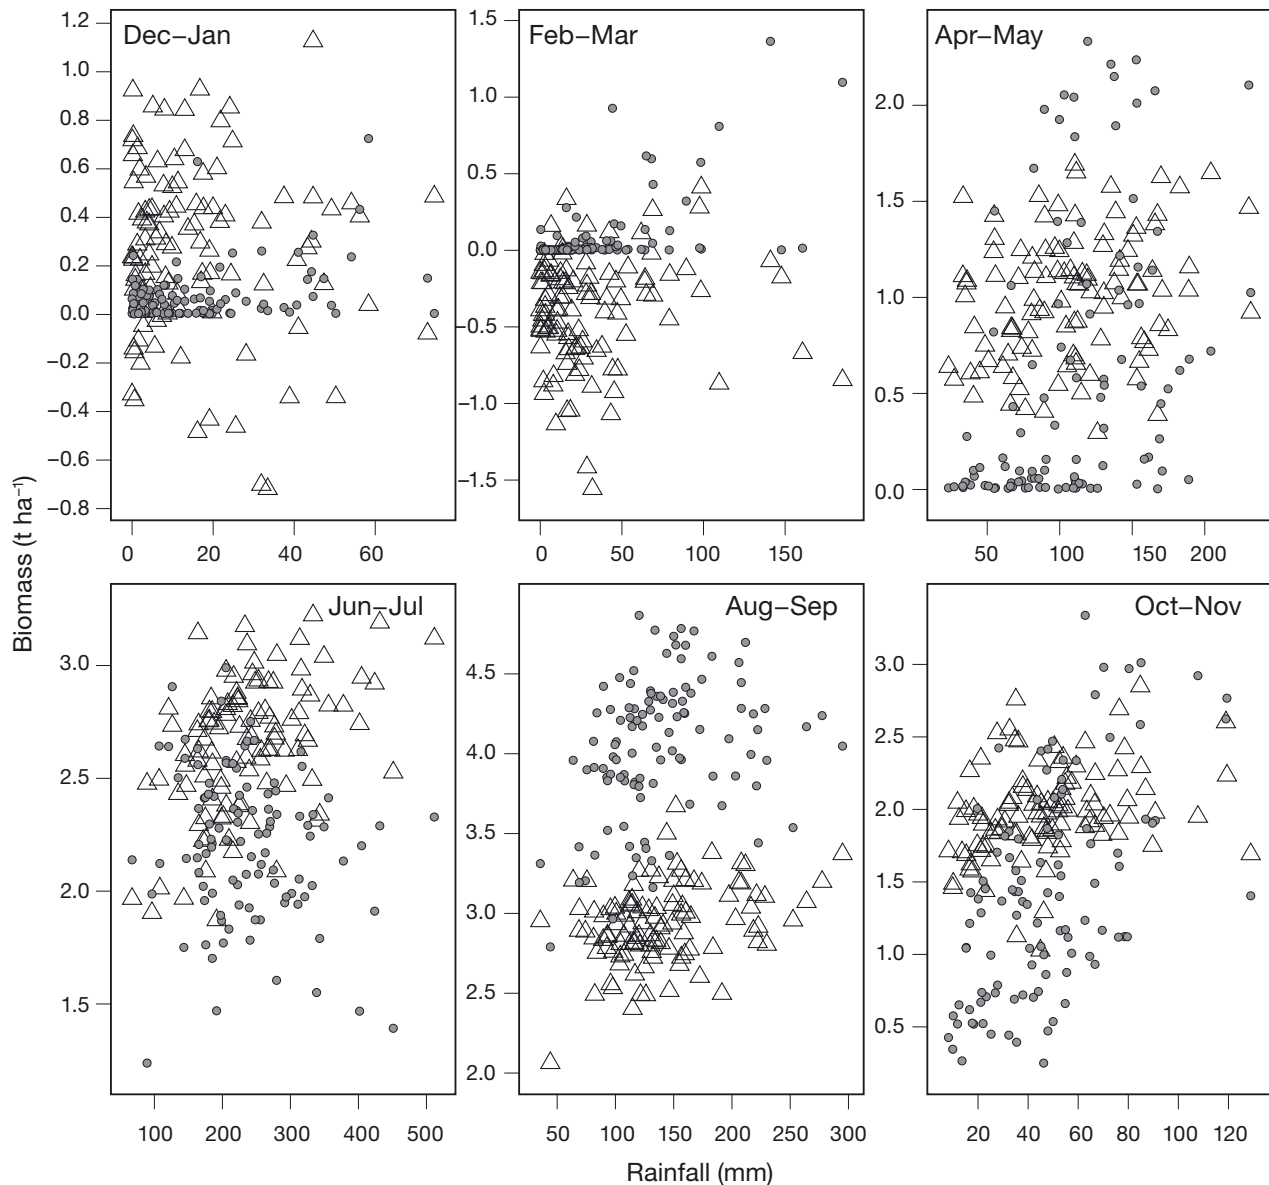 Biomass (t ha⁻¹)
Dec–Jan
1.2
1.0
0.8
0.6
0.4
0.2
0.0
−0.2
−0.4
−0.6
−0.8
0 20 40 60
Feb–Mar
1.5
1.0
0.5
0.0
−0.5
−1.0
−1.5
0 50 100 150
Apr–May
2.0
1.5
1.0
0.5
0.0
50 100 150 200
Jun–Jul
3.0
2.5
2.0
1.5
100 200 300 400 500
Aug–Sep
4.5
4.0
3.5
3.0
2.5
2.0
50 100 150 200 250 300
Oct–Nov
3.0
2.5
2.0
1.5
1.0
0.5
20 40 60 80 100 120
Rainfall (mm)